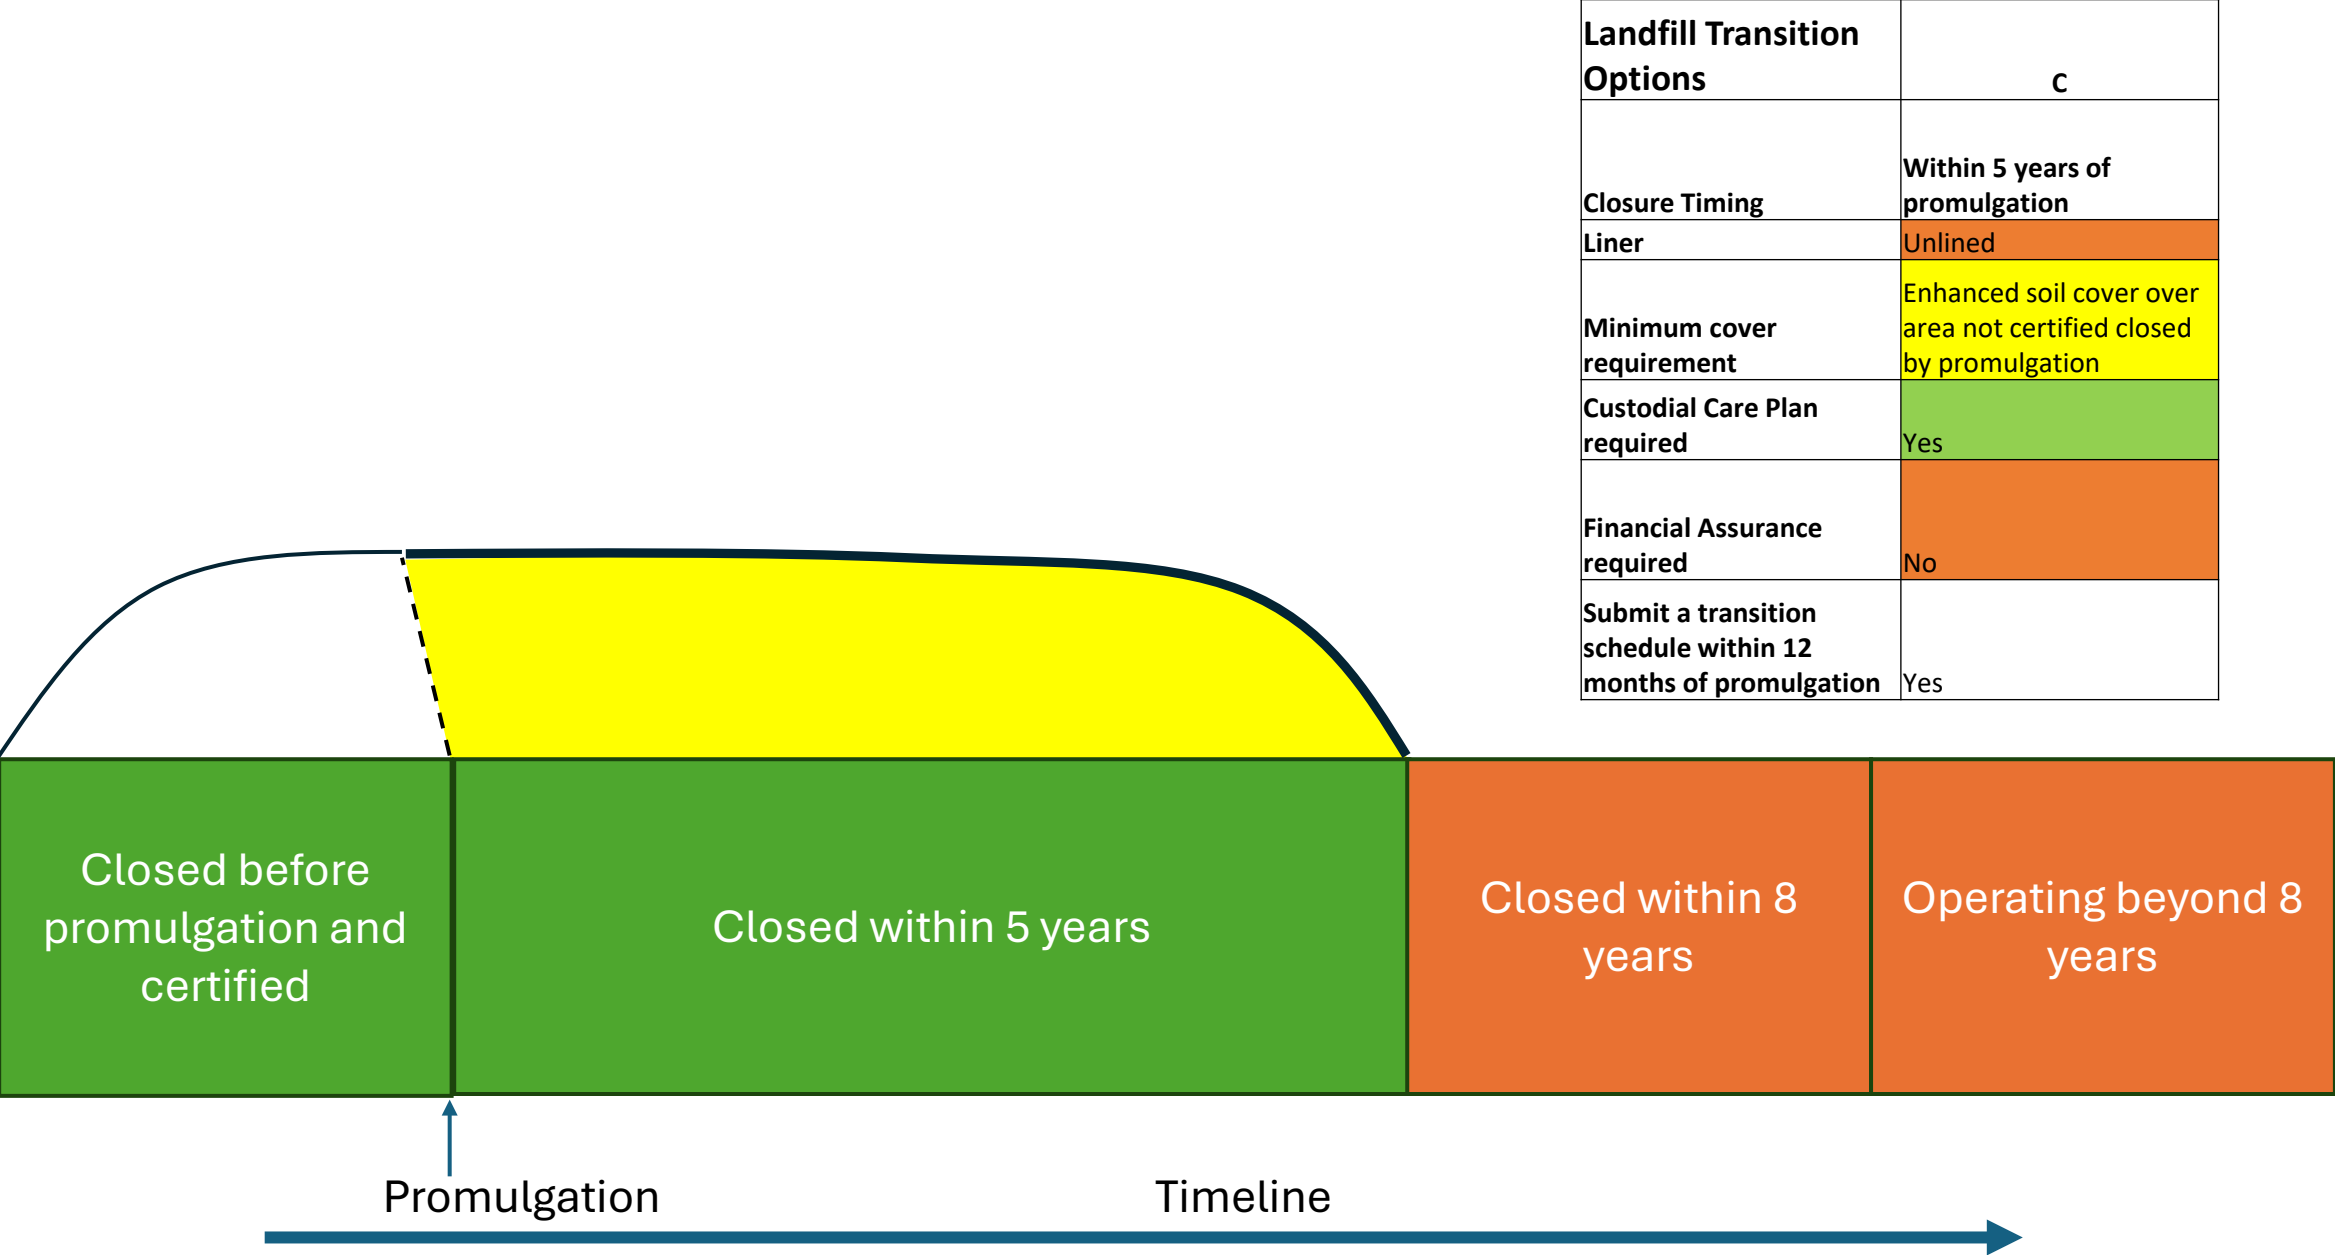 Landfill Transition
Options
C
Closure Timing
Within 5 years of
promulgation
Liner
Unlined
Minimum cover
requirement
Enhanced soil cover over
area not certified closed
by promulgation
Custodial Care Plan
required
Yes
Financial Assurance
required
No
Submit a transition
schedule within 12
months of promulgation
Yes
Closed before
promulgation and
certified
Closed within 5 years
Closed within 8
years
Operating beyond 8
years
Promulgation
Timeline